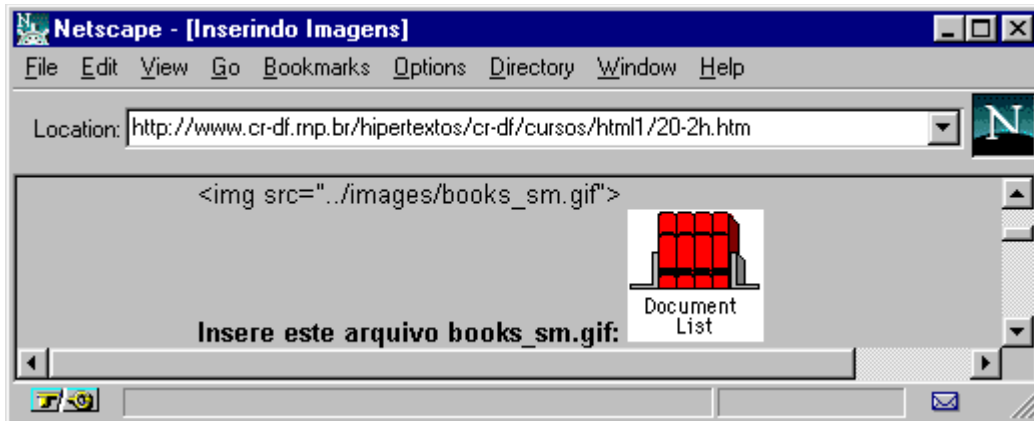 Netscape - [Inserindo Imagens]
File Edit View Go Bookmarks Options Directory Window Help
Location: http://www.cr-df.rnp.br/hipertextos/cr-df/cursos/html1/20-2h.htm
N
<img src="../images/books_sm.gif">
Document
List
Insere este arquivo books_sm.gif: